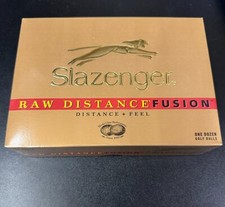 Slazenger
RAW DISTANCE FUSION
DISTANCE • FEEL
ONE DOZEN
GOLF BALLS